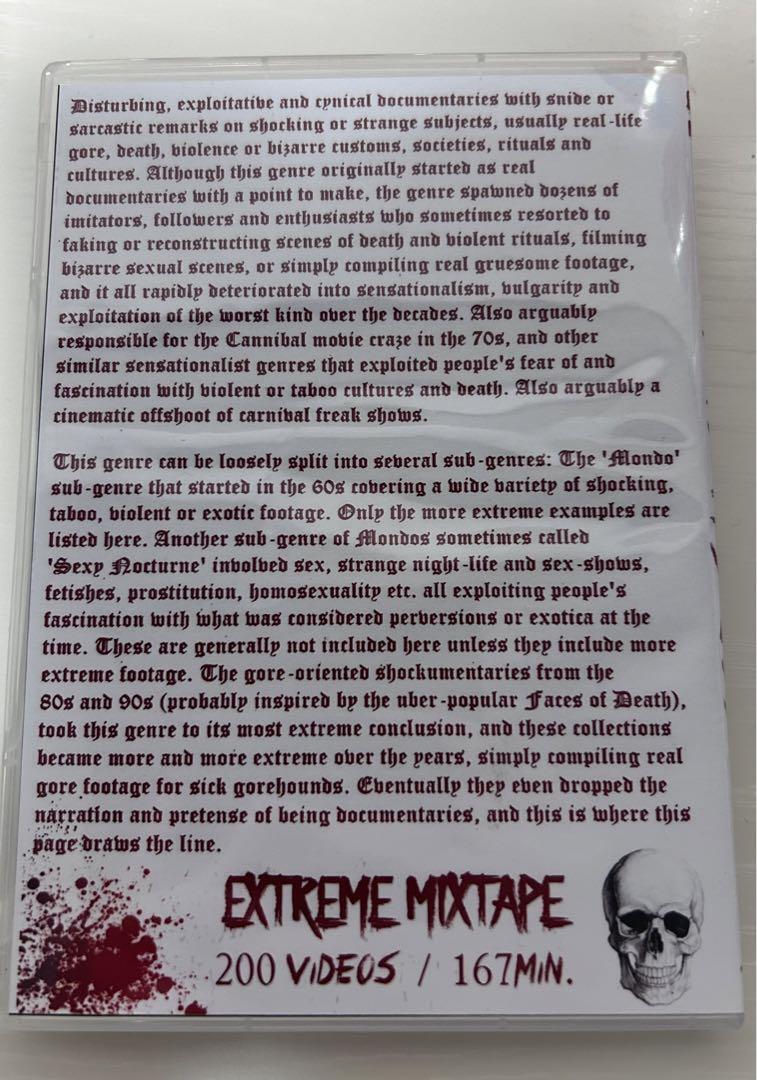 Disturbing, exploitative and cynical documentaries with snide or
sarcastic remarks on shocking or strange subjects, usually real-life
gore, death, violence or bizarre customs, societies, rituals and
cultures. Although this genre originally started as real
documentaries with a point to make, the genre spawned dozens of
imitators, followers and enthusiasts who sometimes resorted to
faking or reconstructing scenes of death and violent rituals, filming
bizarre sexual scenes, or simply compiling real gruesome footage,
and it all rapidly deteriorated into sensationalism, vulgarity and
exploitation of the worst kind over the decades. Also arguably
responsible for the Cannibal movie craze in the 70s, and other
similar sensationalist genres that exploited people's fear of and
fascination with violent or taboo cultures and death. Also arguably a
cinematic offshoot of carnival freak shows.
This genre can be loosely split into several sub-genres: The 'Mondo'
sub-genre that started in the 60s covering a wide variety of shocking,
taboo, violent or exotic footage. Only the more extreme examples are
listed here. Another sub-genre of Mondos sometimes called
'Sexy Nocturne' involved sex, strange night-life and sex-shows,
fetishes, prostitution, homosexuality etc. all exploiting people's
fascination with what was considered perversions or exotica at the
time. These are generally not included here unless they include more
extreme footage. The gore-oriented shockumentaries from the
80s and 90s (probably inspired by the uber-popular Faces of Death),
took this genre to its most extreme conclusion, and these collections
became more and more extreme over the years, simply compiling real
gore footage for sick gorehounds. Eventually they even dropped the
narration and pretense of being documentaries, and this is where this
page draws the line.
EXTREME MIXTAPE
200 VIDEOS / 167MIN.